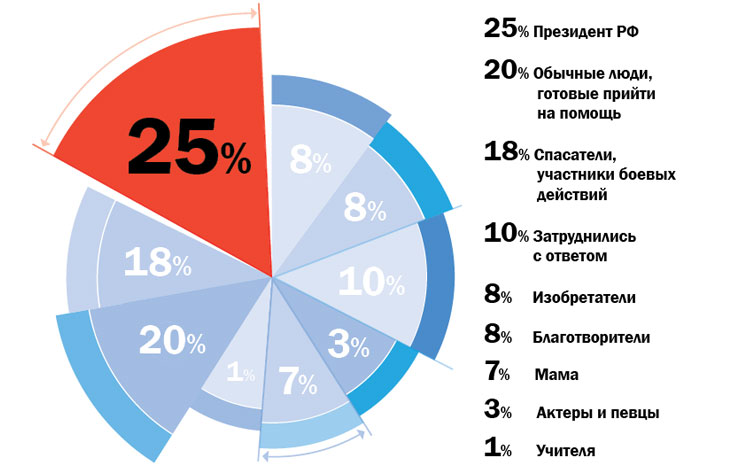 25%
8%
8%
10%
3%
7%
1%
20%
18%
25% Президент РФ
20% Обычные люди,
готовые прийти
на помощь
18% Спасатели,
участники боевых
действий
10% Затруднились
с ответом
8% Изобретатели
8% Благотворители
7% Мама
3% Актеры и певцы
1% Учителя